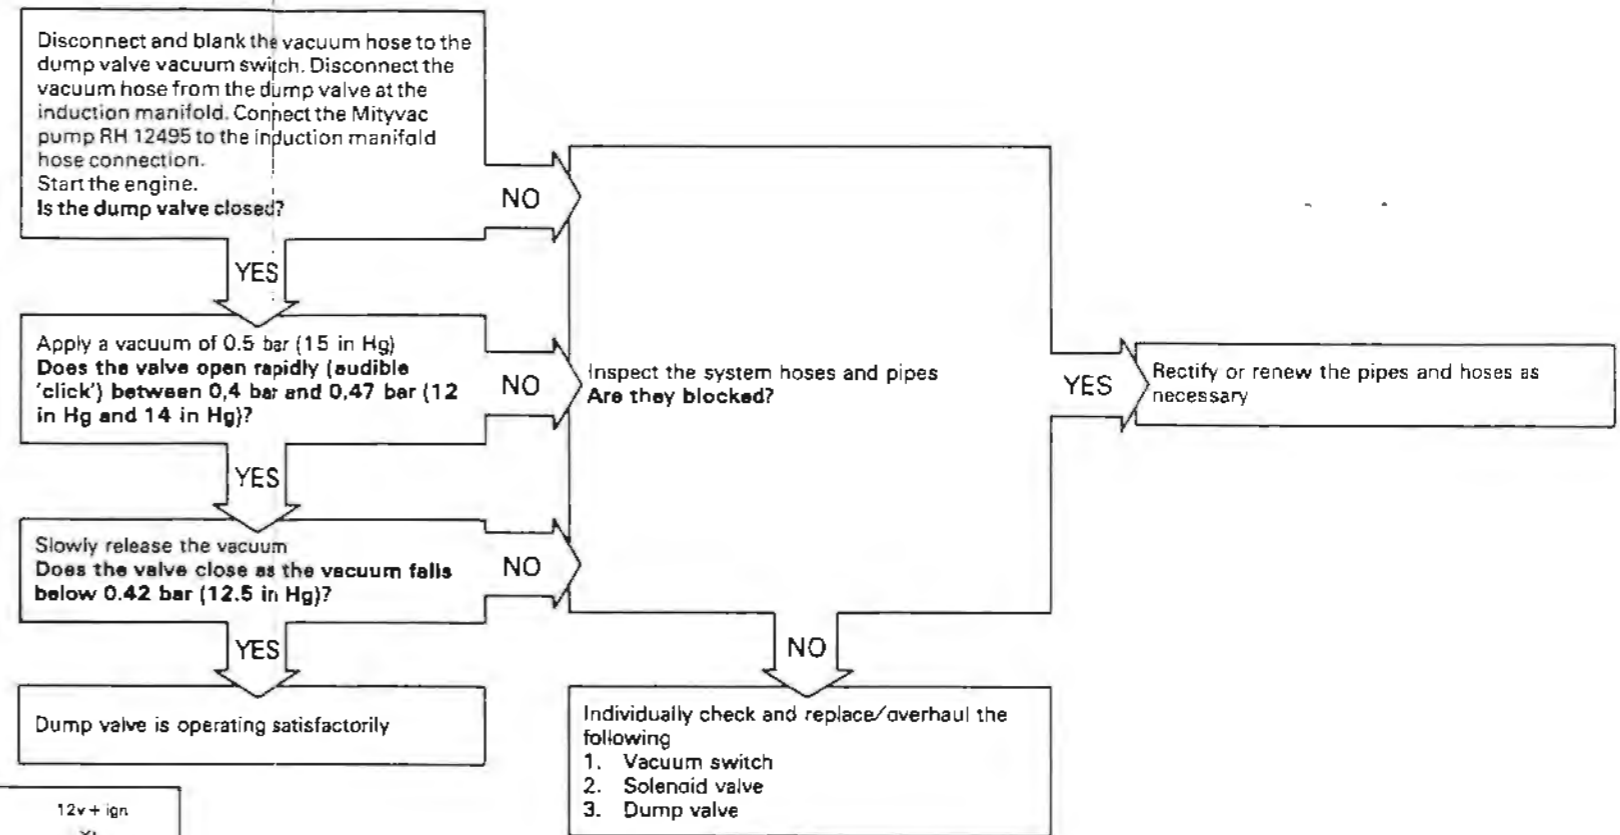 Disconnect and blank the vacuum hose to the
dump valve vacuum switch. Disconnect the
vacuum hose from the dump valve at the
induction manifold. Connect the Mityvac
pump RH 12495 to the induction manifold
hose connection.
Start the engine.
Is the dump valve closed?
NO
YES
Apply a vacuum of 0.5 bar (15 in Hg)
Does the valve open rapidly (audible
'click') between 0,4 bar and 0,47 bar (12
in Hg and 14 in Hg)?
NO
Inspect the system hoses and pipes
Are they blocked?
YES
Rectify or renew the pipes and hoses as
necessary
YES
Slowly release the vacuum
Does the valve close as the vacuum falls
below 0.42 bar (12.5 in Hg)?
NO
YES
NO
Dump valve is operating satisfactorily
Individually check and replace/overhaul the
following
1. Vacuum switch
2. Solenoid valve
3. Dump valve
12v + ign